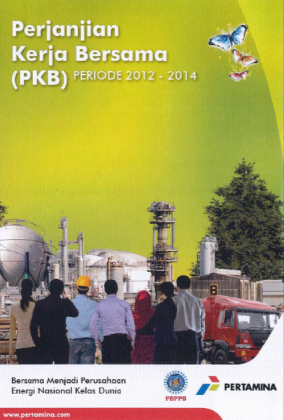 Perjanjian
Kerja Bersama
(PKB) PERIODE 2012 - 2014
Bersama Menjadi Perusahaan
Energi Nasional Kelas Dunia
FSPPB
PERTAMINA
www.pertamina.com